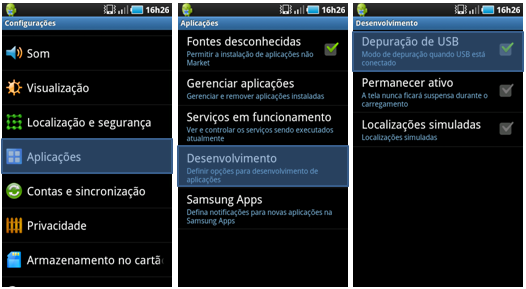 16h26
Configurações
Som
Visualização
Localização e segurança
Aplicações
Contas e sincronização
Privacidade
Armazenamento no cartã
16h26
Aplicações
Fontes desconhecidas
Permitir a instalação de aplicações não
Market
Gerenciar aplicações
Gerenciar e remover aplicações instaladas
Serviços em funcionamento
Ver e controlar os serviços sendo executados
atualmente
Desenvolvimento
Definir opções para desenvolvimento de
aplicações
Samsung Apps
Defina notificações para novas aplicações na
Samsung Apps
16h26
Desenvolvimento
Depuração de USB
Modo de depuração quando USB está
conectado
Permanecer ativo
A tela nunca ficará suspensa durante o
carregamento
Localizações simuladas
Localizações simuladas